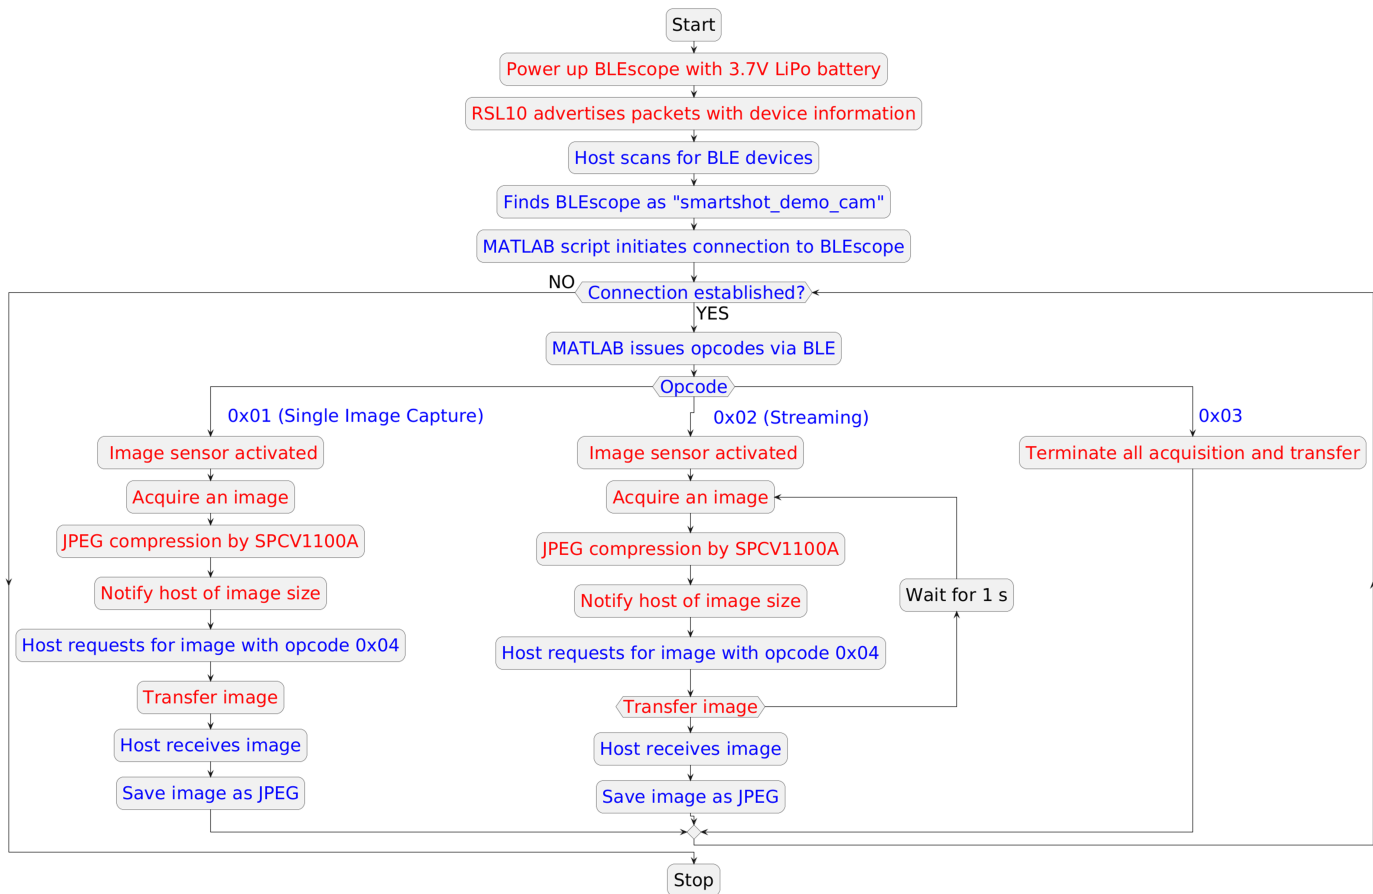 Start
Power up BLEscope with 3.7V LiPo battery
RSL10 advertises packets with device information
Host scans for BLE devices
Finds BLEscope as "smartshot_demo_cam"
MATLAB script initiates connection to BLEscope
NO
Connection established?
YES
MATLAB issues opcodes via BLE
Opcode
0x01 (Single Image Capture)
Image sensor activated
Acquire an image
JPEG compression by SPCV1100A
Notify host of image size
Host requests for image with opcode 0x04
Transfer image
Host receives image
Save image as JPEG
0x02 (Streaming)
Image sensor activated
Acquire an image
JPEG compression by SPCV1100A
Notify host of image size
Host requests for image with opcode 0x04
Transfer image
Wait for 1 s
Host receives image
Save image as JPEG
0x03
Terminate all acquisition and transfer
Stop